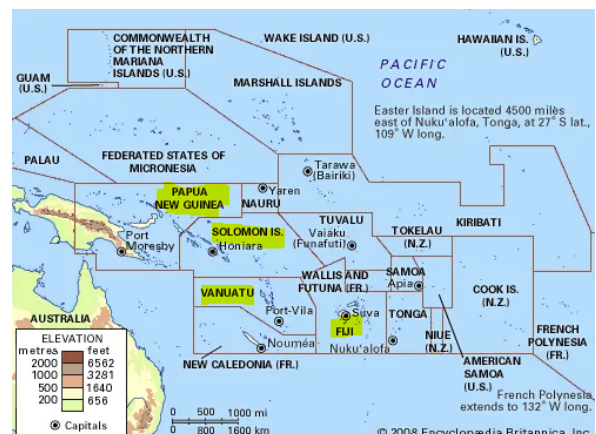 COMMONWEALTH
OF THE NORTHERN
MARIANA
ISLANDS (U.S.)
WAKE ISLAND (U.S.)
HAWAIIAN IS.
(U.S.)
GUAM
(U.S.)
MARSHALL ISLANDS
PACIFIC
OCEAN
Easter Island is located 4500 miles
east of Nukuʻalofa, Tonga, at 27° S lat.,
109° W long.
PALAU
FEDERATED STATES OF
MICRONESIA
Tarawa
(Bairiki)
PAPUA
NEW GUINEA
Yaren
NAURU
KIRIBATI
Port
Moresby
SOLOMON IS.
Honiara
TUVALU
Vaiaku
(Funafuti)
TOKELAU
(N.Z.)
WALLIS AND
FUTUNA (FR.)
SAMOA
Apia
COOK IS.
(N.Z.)
VANUATU
Port-Vila
Suva
FIJI
TONGA
Nukuʻalofa
NIUE
(N.Z.)
FRENCH
POLYNESIA
(FR.)
AUSTRALIA
Nouméa
NEW CALEDONIA (FR.)
AMERICAN
SAMOA
(U.S.)
ELEVATION
metres feet
2000 6562
1000 3281
500 1640
200 656
Capitals
0 500 1000 mi
0 800 1600 km
French Polynesia
extends to 132° W long.
© 2008 Encyclopædia Britannica, Inc.